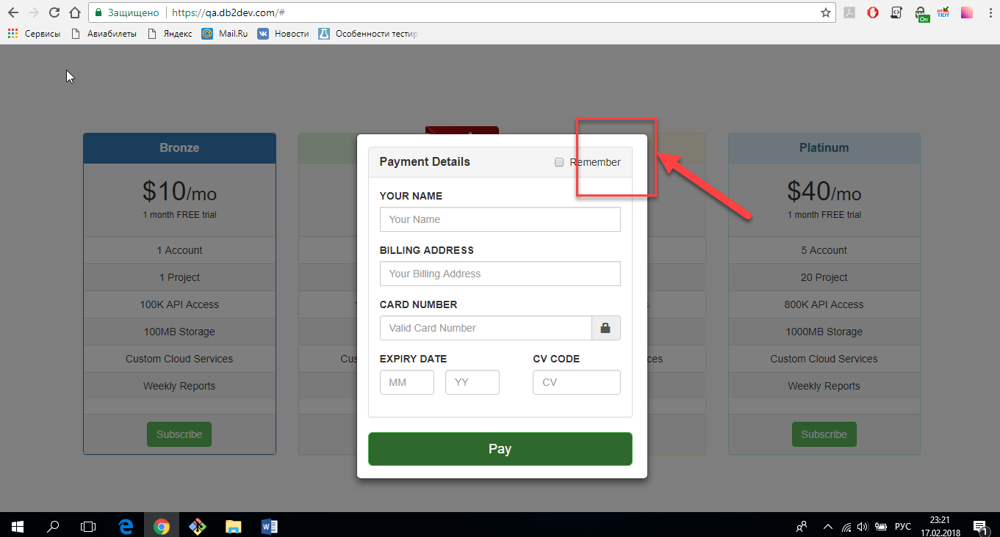 Защищено https://qa.db2dev.com/#
On
HTML TIDY
Сервисы Авиабилеты Яндекс Mail.Ru Новости Особенности тестир
Bronze
$10/mo
1 month FREE trial
1 Account
1 Project
100K API Access
100MB Storage
Custom Cloud Services
Weekly Reports
Subscribe
Cus
Payment Details Remember
YOUR NAME
Your Name
BILLING ADDRESS
Your Billing Address
CARD NUMBER
Valid Card Number
EXPIRY DATE CV CODE
MM YY CV
Pay
ces
Platinum
$40/mo
1 month FREE trial
5 Account
20 Project
800K API Access
1000MB Storage
Custom Cloud Services
Weekly Reports
Subscribe
РУС
23:21
17.02.2018
1